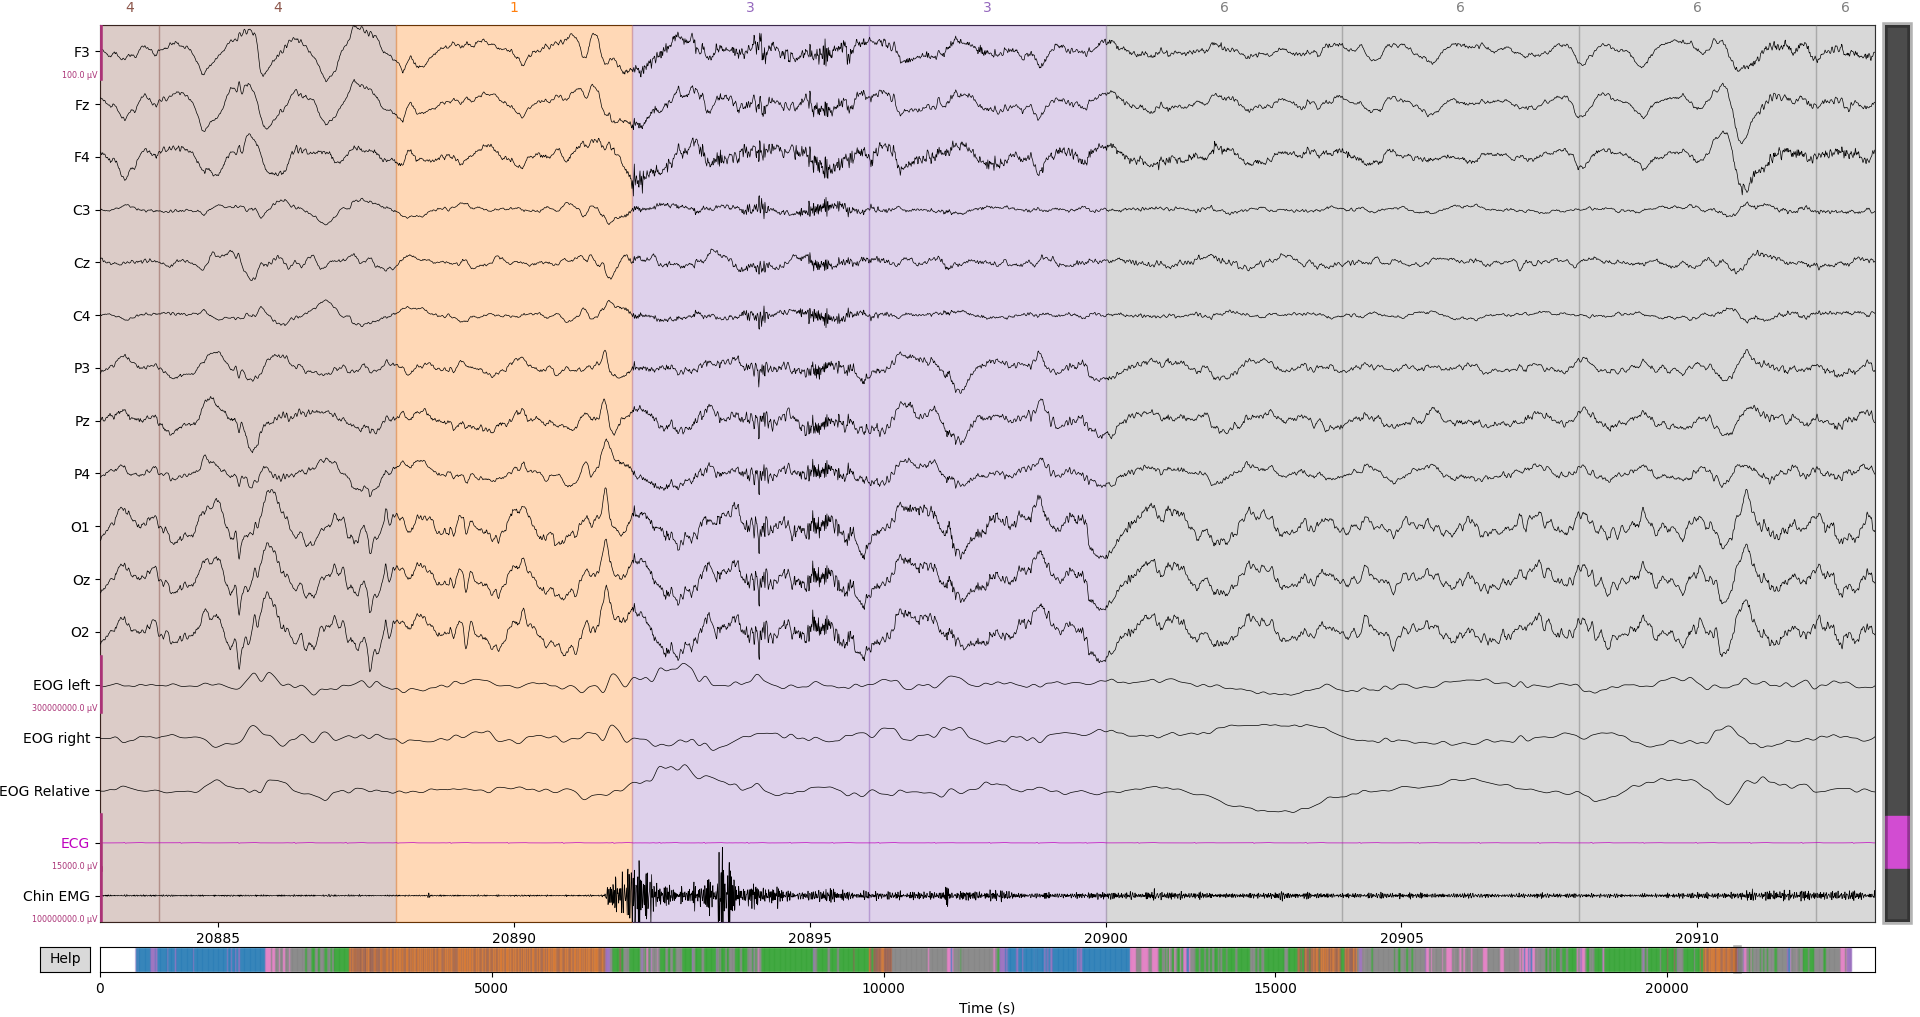 4 4 1 3 3 6 6 6 6
F3
100.0 µV
Fz
F4
C3
Cz
C4
P3
Pz
P4
O1
Oz
O2
EOG left
300000000.0 µV
EOG right
EOG Relative
ECG
15000.0 µV
Chin EMG
100000000.0 µV
20885 20890 20895 20900 20905 20910
Help
0 5000 10000 15000 20000
Time (s)